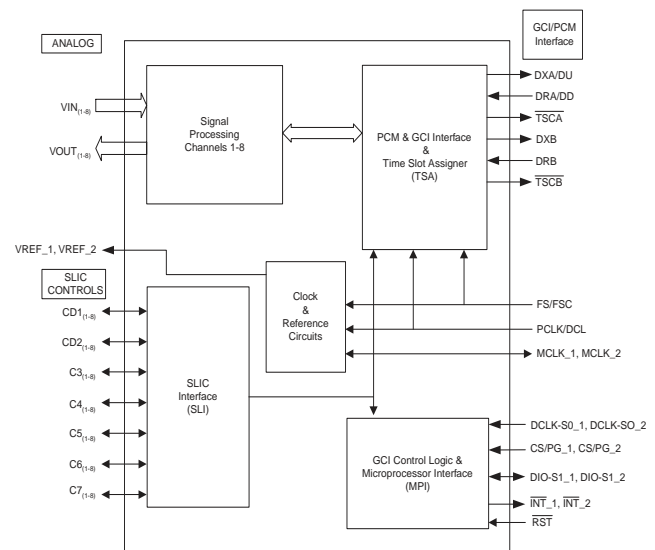 ANALOG
GCI/PCM
Interface
VIN(1-8)
VOUT(1-8)
Signal
Processing
Channels 1-8
PCM & GCI Interface
&
Time Slot Assigner
(TSA)
DXA/DU
DRA/DD
TSCA
DXB
DRB
TSCB
VREF_1, VREF_2
SLIC
CONTROLS
CD1(1-8)
CD2(1-8)
C3(1-8)
C4(1-8)
C5(1-8)
C6(1-8)
C7(1-8)
SLIC
Interface
(SLI)
Clock
&
Reference
Circuits
FS/FSC
PCLK/DCL
MCLK_1, MCLK_2
GCI Control Logic &
Microprocessor Interface
(MPI)
DCLK-S0_1, DCLK-SO_2
CS/PG_1, CS/PG_2
DIO-S1_1, DIO-S1_2
INT_1, INT_2
RST